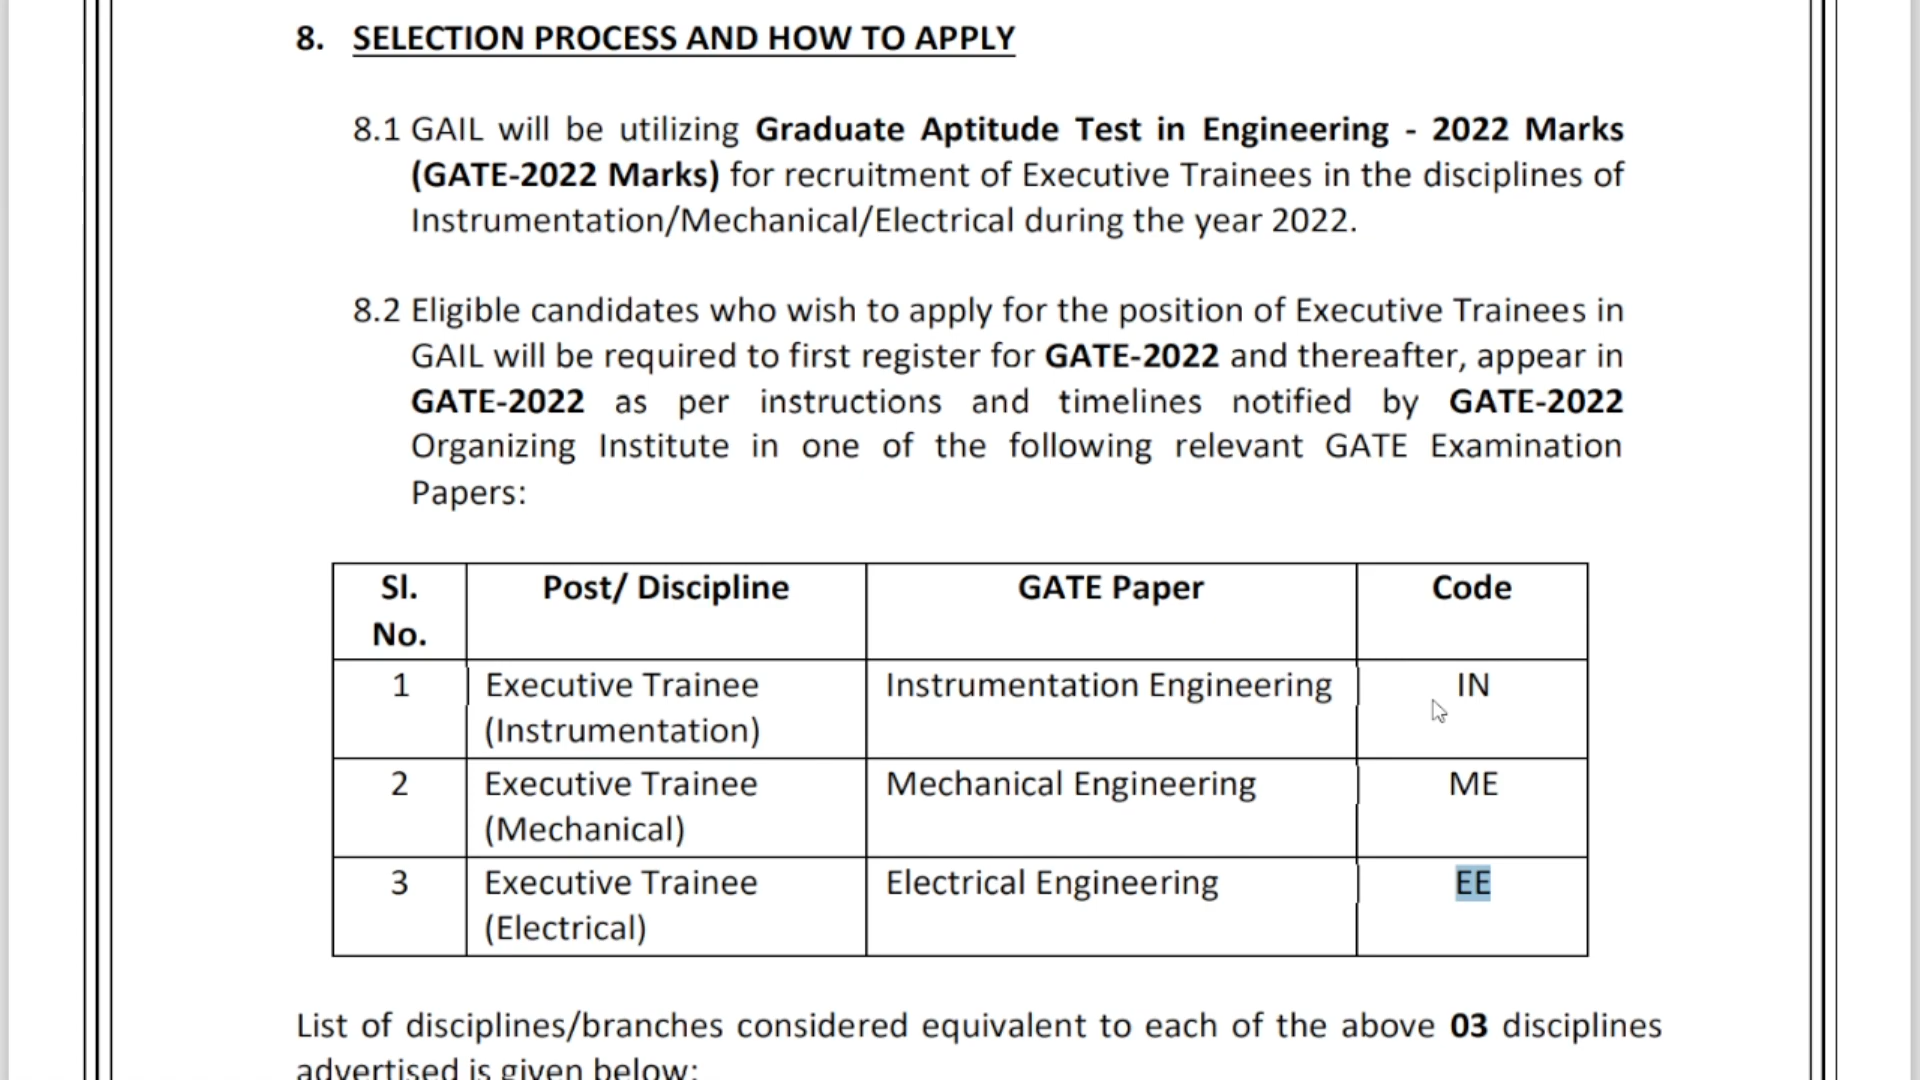 8. SELECTION PROCESS AND HOW TO APPLY
8.1 GAIL will be utilizing Graduate Aptitude Test in Engineering - 2022 Marks
(GATE-2022 Marks) for recruitment of Executive Trainees in the disciplines of
Instrumentation/Mechanical/Electrical during the year 2022.
8.2 Eligible candidates who wish to apply for the position of Executive Trainees in
GAIL will be required to first register for GATE-2022 and thereafter, appear in
GATE-2022 as per instructions and timelines notified by GATE-2022
Organizing Institute in one of the following relevant GATE Examination
Papers:
Sl. No. Post/ Discipline GATE Paper Code
1 Executive Trainee (Instrumentation) Instrumentation Engineering IN
2 Executive Trainee (Mechanical) Mechanical Engineering ME
3 Executive Trainee (Electrical) Electrical Engineering EE
List of disciplines/branches considered equivalent to each of the above 03 disciplines
advertised is given below: